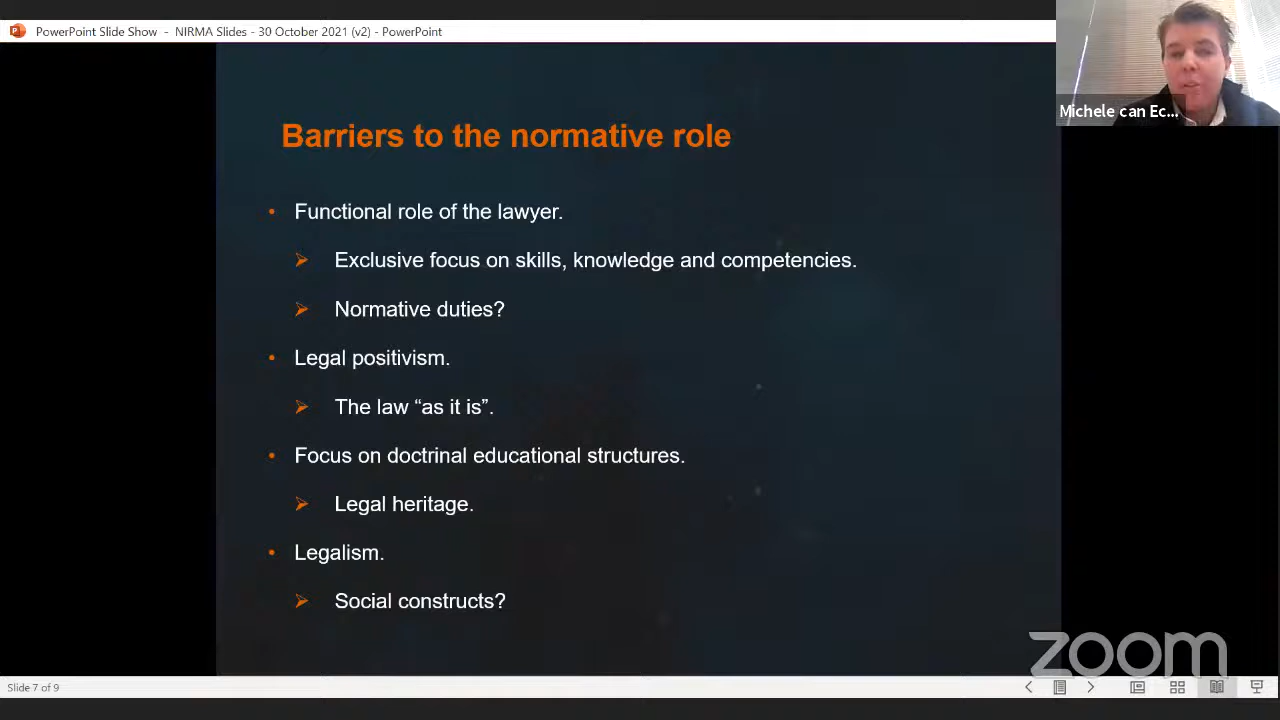 PowerPoint Slide Show - NIRMA Slides - 30 October 2021 (v2) - PowerPoint
Michele can Ec...
Barriers to the normative role
• Functional role of the lawyer.
➢ Exclusive focus on skills, knowledge and competencies.
➢ Normative duties?
• Legal positivism.
➢ The law “as it is”.
• Focus on doctrinal educational structures.
➢ Legal heritage.
• Legalism.
➢ Social constructs?
zoom
Slide 7 of 9